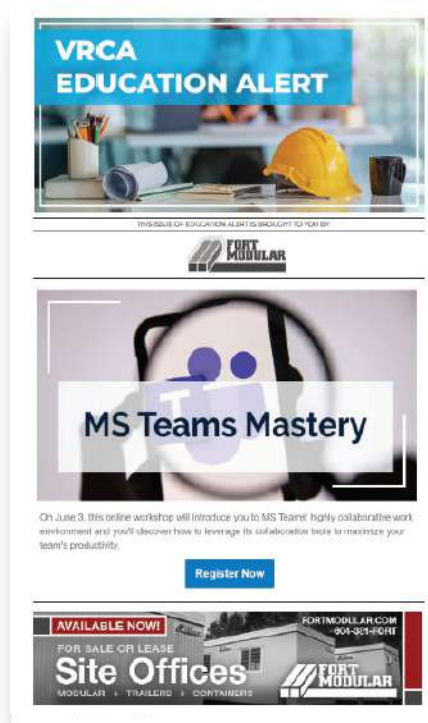 VRCA
EDUCATION ALERT
THIS ISSUE OF EDUCATION ALERT IS BROUGHT TO YOU BY:
FORT
MODULAR
MS Teams Mastery
On June 3, this online workshop will introduce you to MS Teams' highly collaborative work
environment and you'll discover how to leverage its collaboration tools to maximize your
team's productivity.
Register Now
AVAILABLE NOW!
FORTMODULAR.COM
604-381-FORT
FOR SALE OR LEASE
Site Offices
MODULAR + TRAILERS + CONTAINERS
FORT
MODULAR